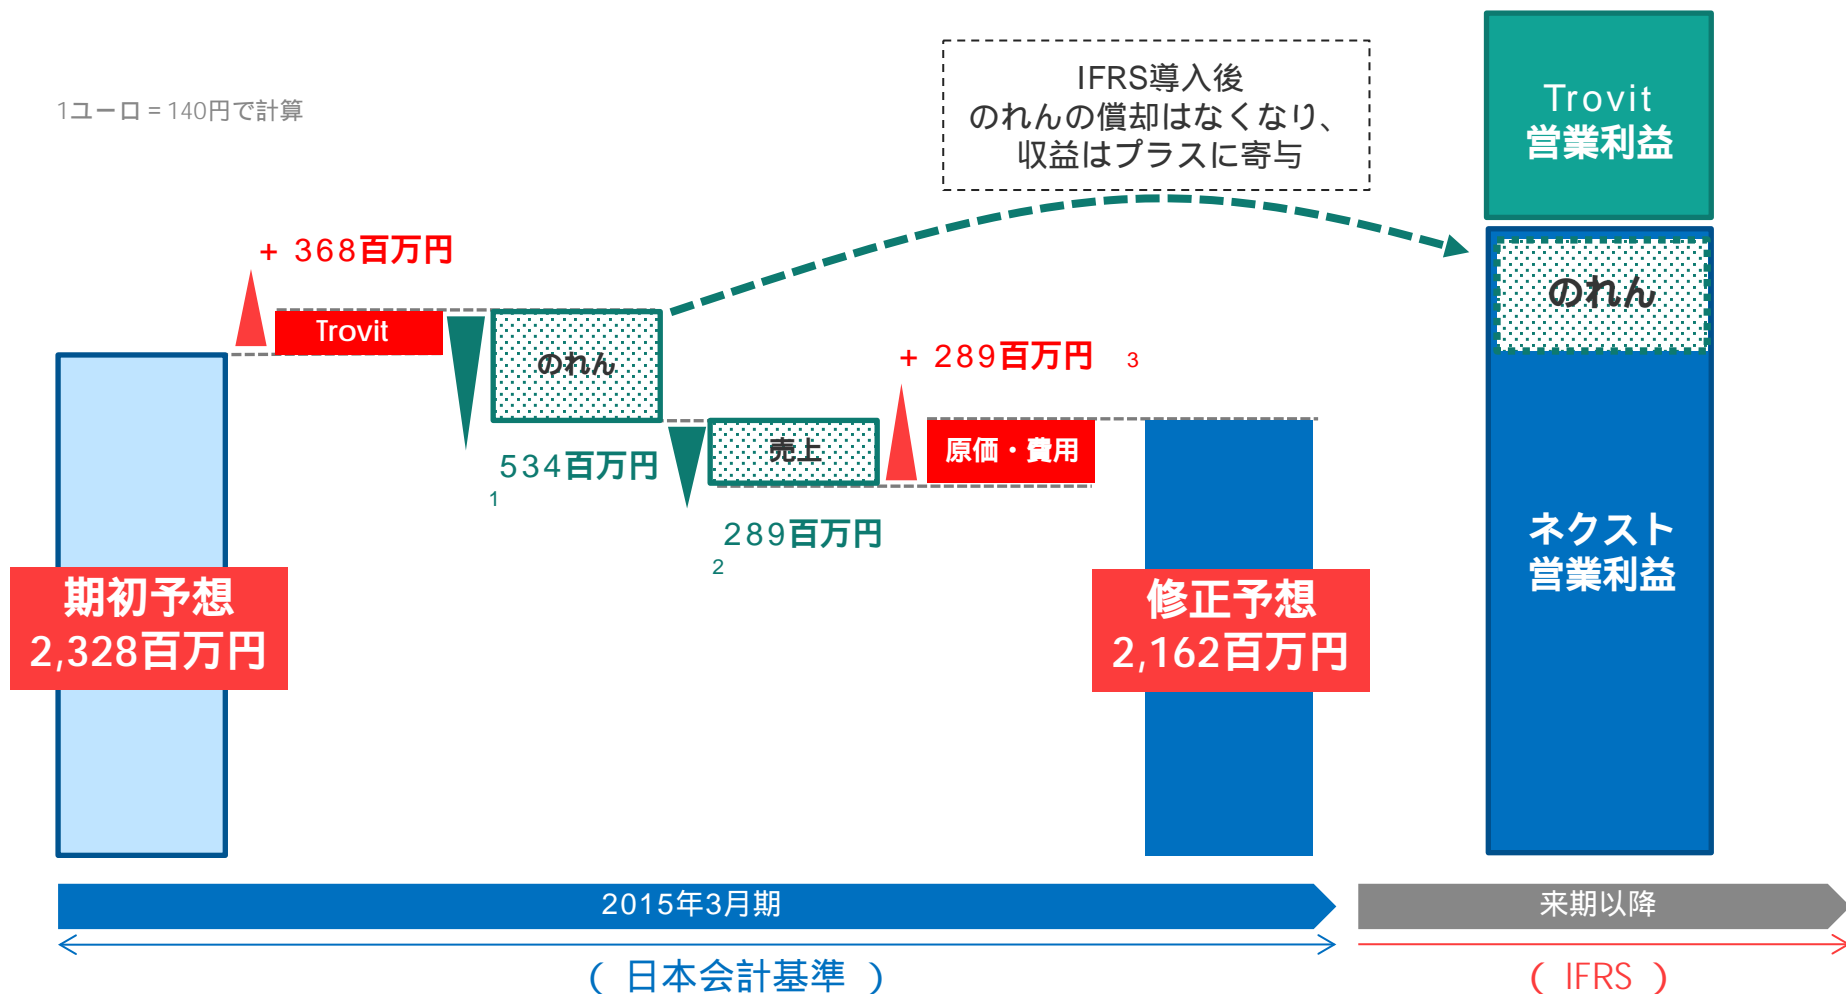 1ユーロ = 140円で計算
IFRS導入後
のれんの償却はなくなり、
収益はプラスに寄与
Trovit
営業利益
のれん
ネクスト
営業利益
+ 368百万円
Trovit
のれん
534百万円
1
売上
289百万円
2
+ 289百万円 3
原価・費用
期初予想
2,328百万円
修正予想
2,162百万円
2015年3月期
来期以降
( 日本会計基準 )
( IFRS )